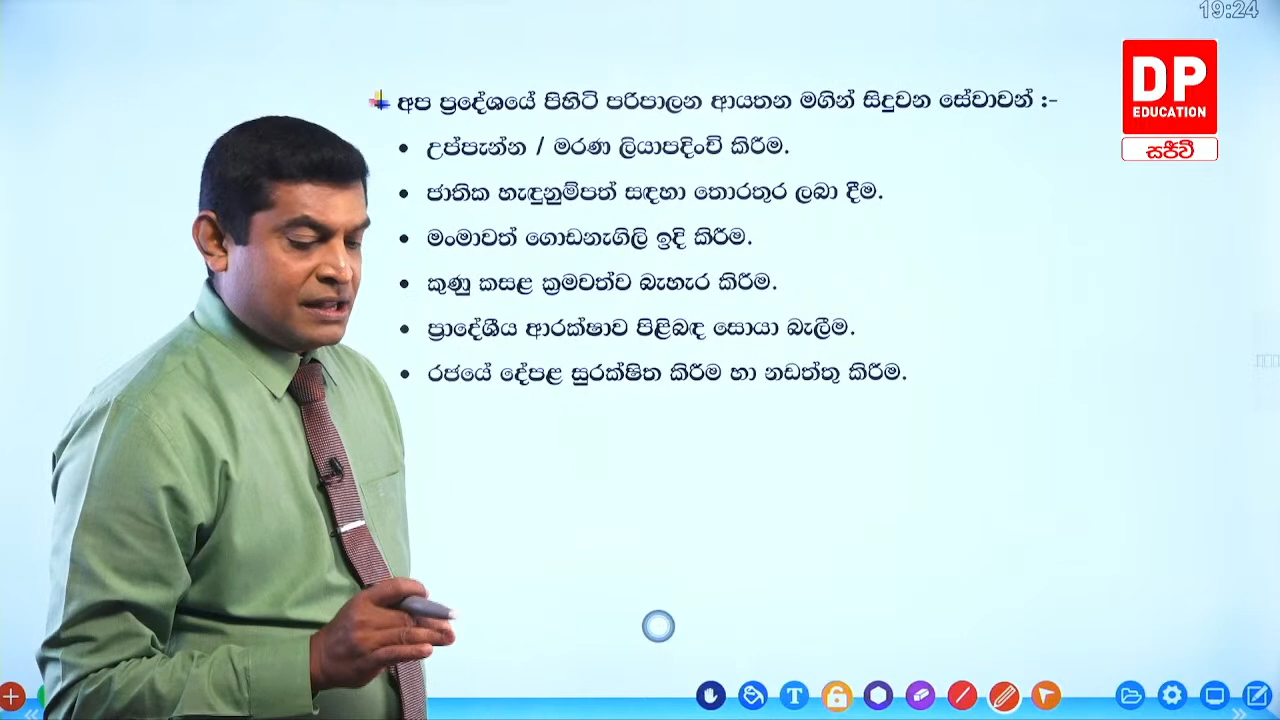 19:24
DP
EDUCATION
සජීවී
අප ප්‍රදේශයේ පිහිටි පරිපාලන ආයතන මගින් සිදුවන සේවාවන් :-
• උප්පැන්න / මරණ ලියාපදිංචි කිරීම.
• ජාතික හැඳුනුම්පත් සඳහා තොරතුර ලබා දීම.
• මංමාවත් ගොඩනැගිලි ඉදි කිරීම.
• කුණු කසළ ක්‍රමවත්ව බැහැර කිරීම.
• ප්‍රාදේශීය ආරක්ෂාව පිළිබඳ සොයා බැලීම.
• රජයේ දේපළ සුරක්ෂිත කිරීම හා නඩත්තු කිරීම.
T